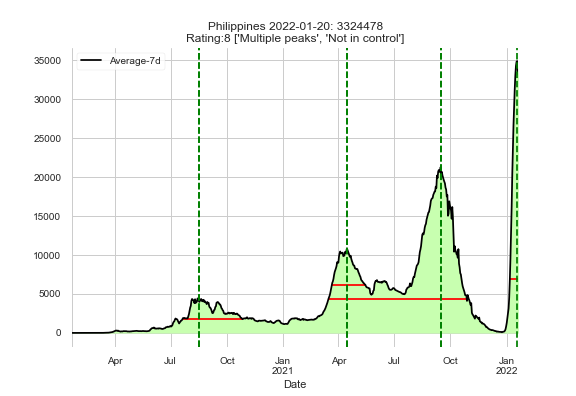 Philippines 2022-01-20: 3324478
Rating:8 ['Multiple peaks', 'Not in control']
Average-7d
35000
30000
25000
20000
15000
10000
5000
0
Apr Jul Oct Jan Apr Jul Oct Jan
2021 2022
Date